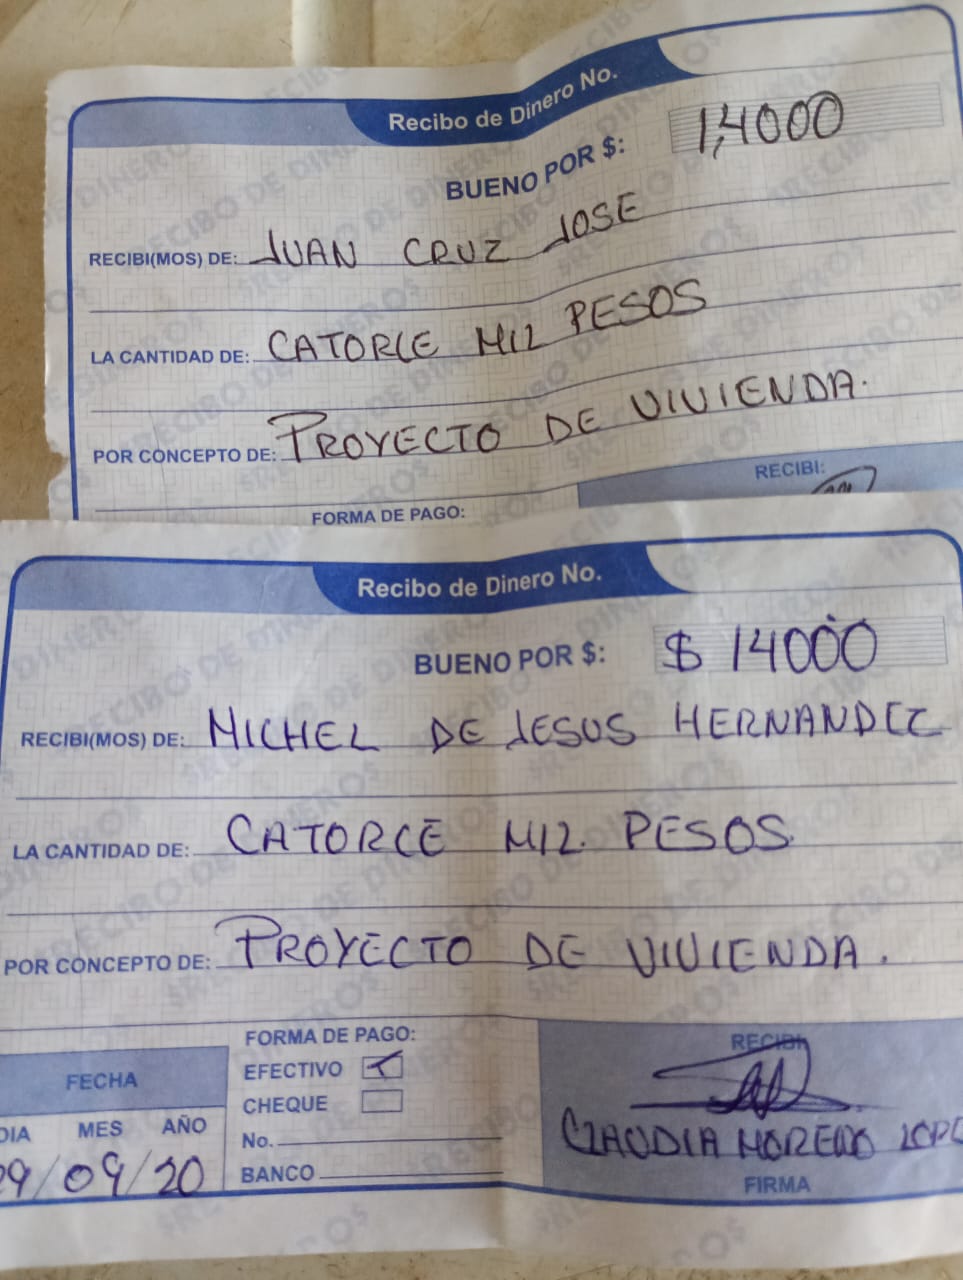 Recibo de Dinero No.
BUENO POR $: 1,4000
RECIBI(MOS) DE: JUAN CRUZ JOSE
LA CANTIDAD DE: CATORCE MIL PESOS
POR CONCEPTO DE: PROYECTO DE VIVIENDA.
RECIBI:
FORMA DE PAGO:
Recibo de Dinero No.
BUENO POR $: $ 14000
RECIBI(MOS) DE: MICHEL DE JESUS HERNANDEZ
LA CANTIDAD DE: CATORCE MIL PESOS.
POR CONCEPTO DE: PROYECTO DE VIVIENDA.
FORMA DE PAGO:
RECIBI
FECHA
EFECTIVO
CHEQUE
DIA MES AÑO
No.
CLAUDIA MORENO
29/09/20
BANCO
FIRMA